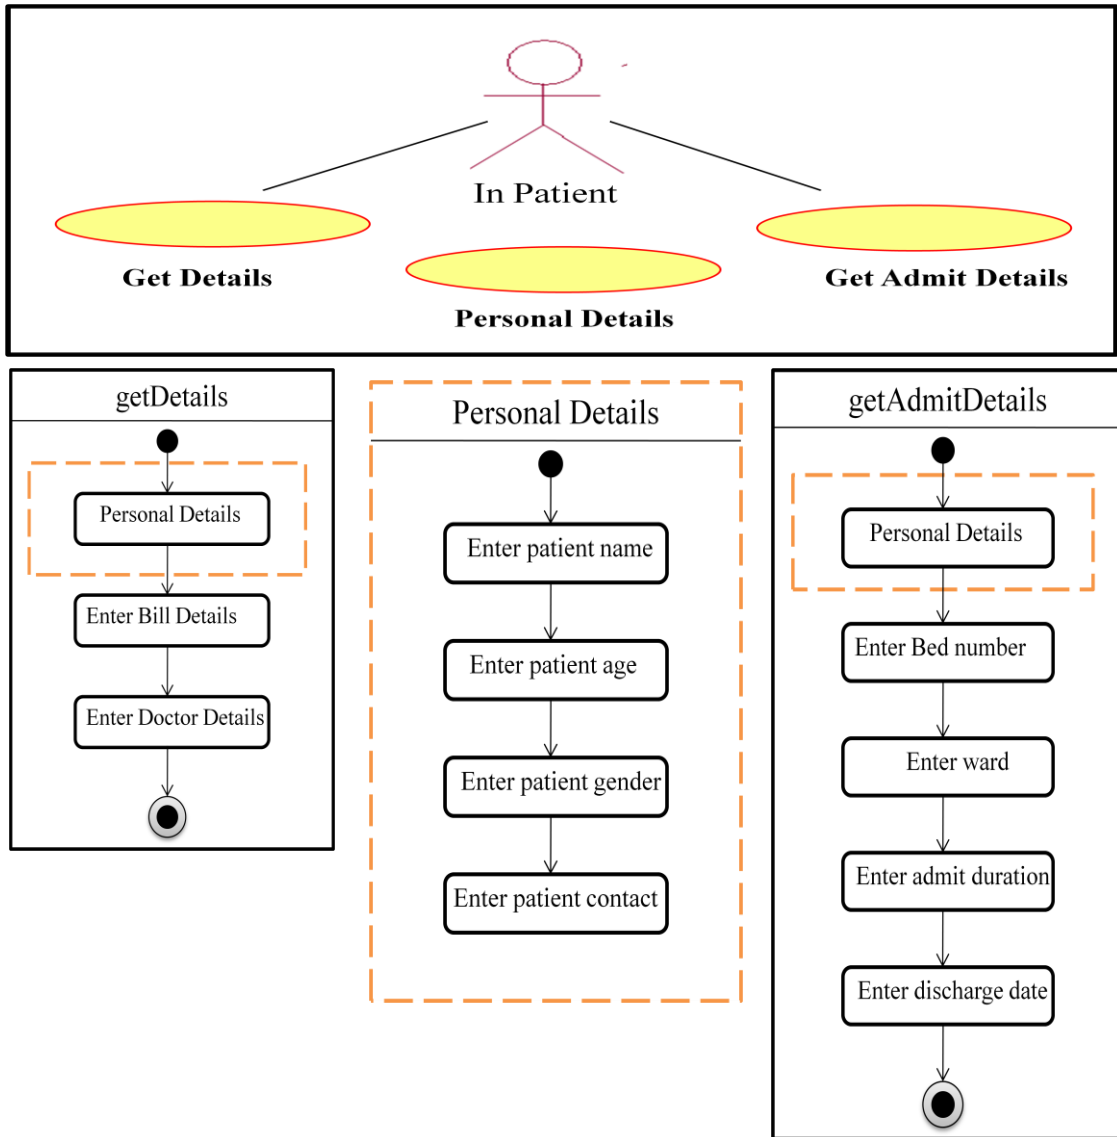 In Patient
Get Details
Personal Details
Get Admit Details
getDetails
Personal Details
Enter Bill Details
Enter Doctor Details
Personal Details
Enter patient name
Enter patient age
Enter patient gender
Enter patient contact
getAdmitDetails
Personal Details
Enter Bed number
Enter ward
Enter admit duration
Enter discharge date